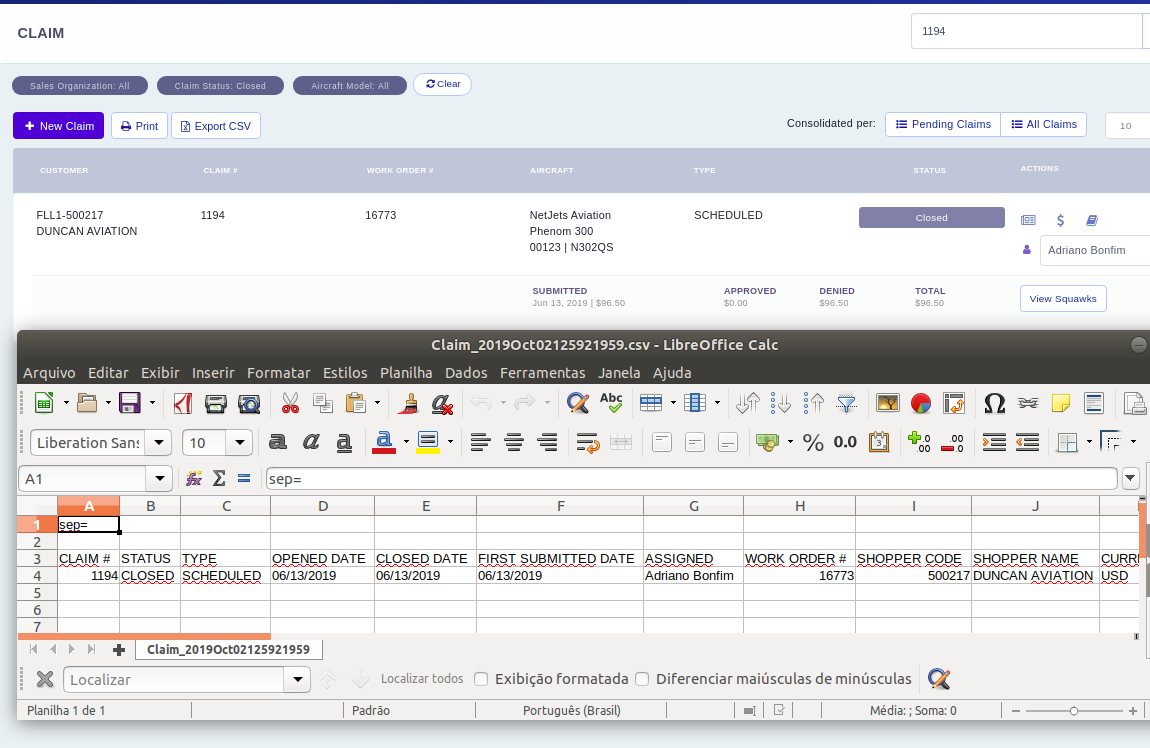 CLAIM
1194
Sales Organization: All Claim Status: Closed Aircraft Model: All Clear
New Claim Print Export CSV Consolidated per: Pending Claims All Claims 10
CUSTOMER CLAIM # WORK ORDER # AIRCRAFT TYPE STATUS ACTIONS
FLL1-500217 1194 16773 NetJets Aviation SCHEDULED Closed
DUNCAN AVIATION Phenom 300
00123 | N302QS
Adriano Bonfim
SUBMITTED APPROVED DENIED TOTAL
Jun 13, 2019 | $96.50 $0.00 $96.50 $96.50
View Squawks
Claim_2019Oct02125921959.csv - LibreOffice Calc
Arquivo Editar Exibir Inserir Formatar Estilos Planilha Dados Ferramentas Janela Ajuda
Abc
Liberation Sans 10 a a a a % 0.0
A1 sep=
A B C D E F G H I J
1 sep=
2
3 CLAIM # STATUS TYPE OPENED DATE CLOSED DATE FIRST SUBMITTED DATE ASSIGNED WORK ORDER # SHOPPER CODE SHOPPER NAME CURR
4 1194 CLOSED SCHEDULED 06/13/2019 06/13/2019 06/13/2019 Adriano Bonfim 16773 500217 DUNCAN AVIATION USD
5
6
7
Claim_2019Oct02125921959
Localizar Localizar todos Exibição formatada Diferenciar maiúsculas de minúsculas
Planilha 1 de 1 Padrão Português (Brasil) Média: ; Soma: 0